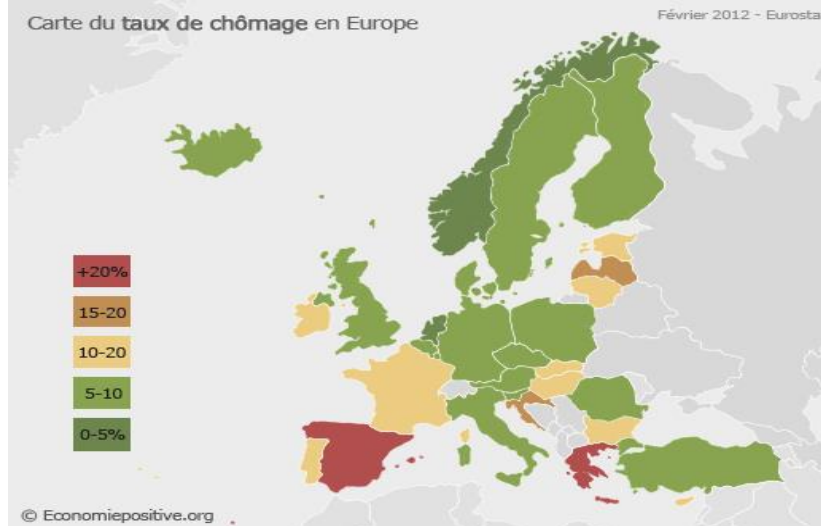 Carte du taux de chômage en Europe
Février 2012 - Eurosta
+20%
15-20
10-20
5-10
0-5%
© Economiepositive.org